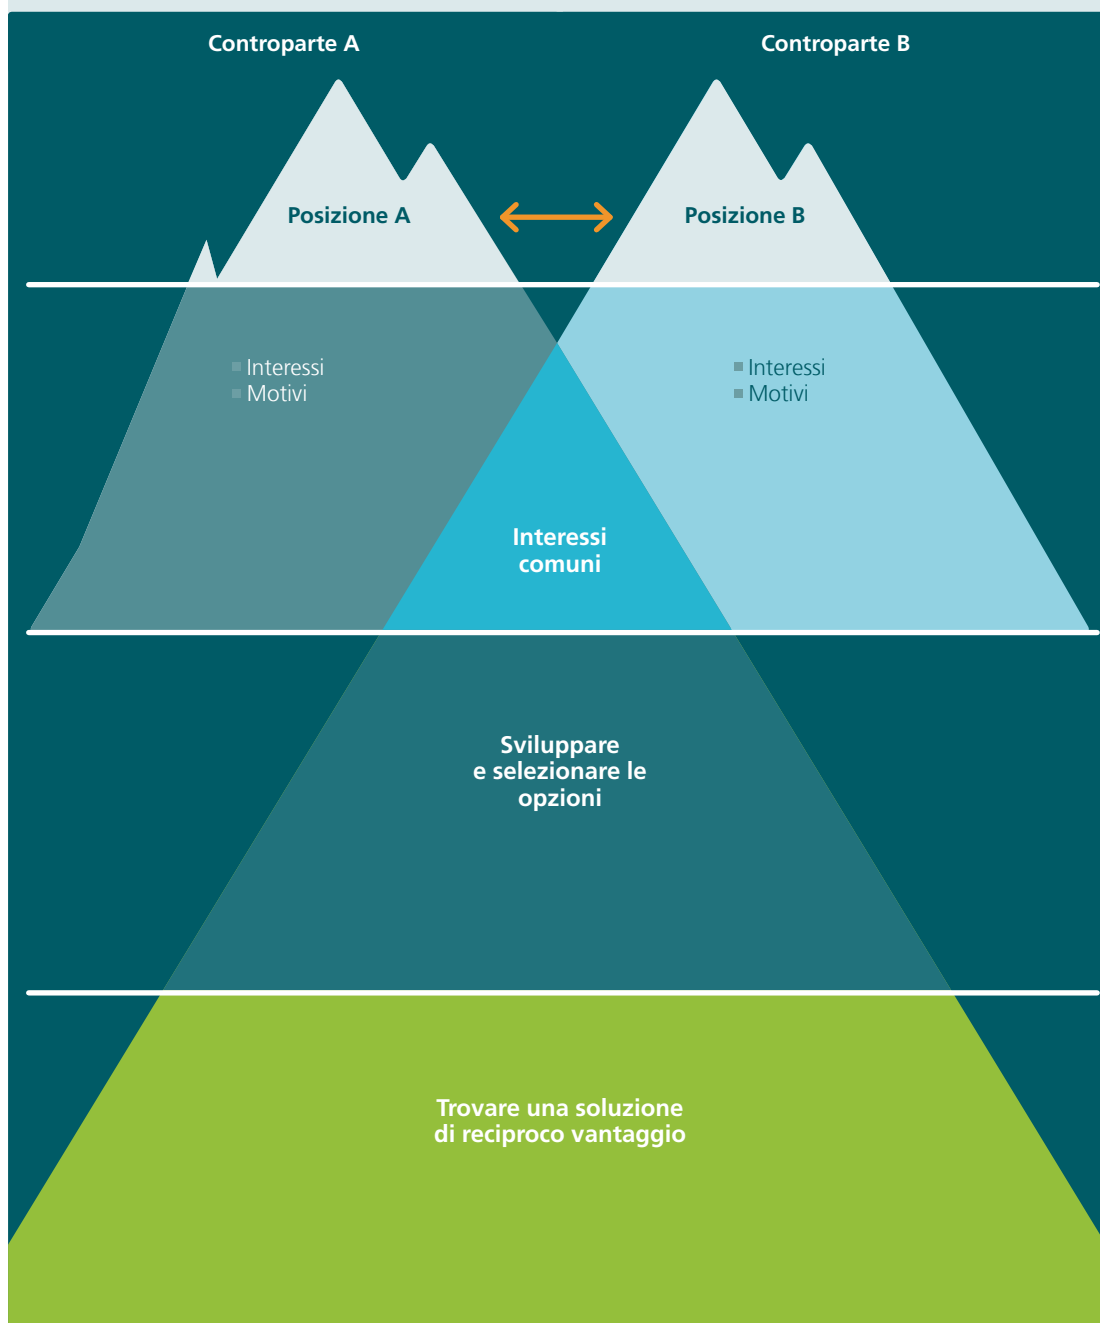 Controparte A
Controparte B
Posizione A
Posizione B
Interessi
Motivi
Interessi
Motivi
Interessi
comuni
Sviluppare
e selezionare le
opzioni
Trovare una soluzione
di reciproco vantaggio